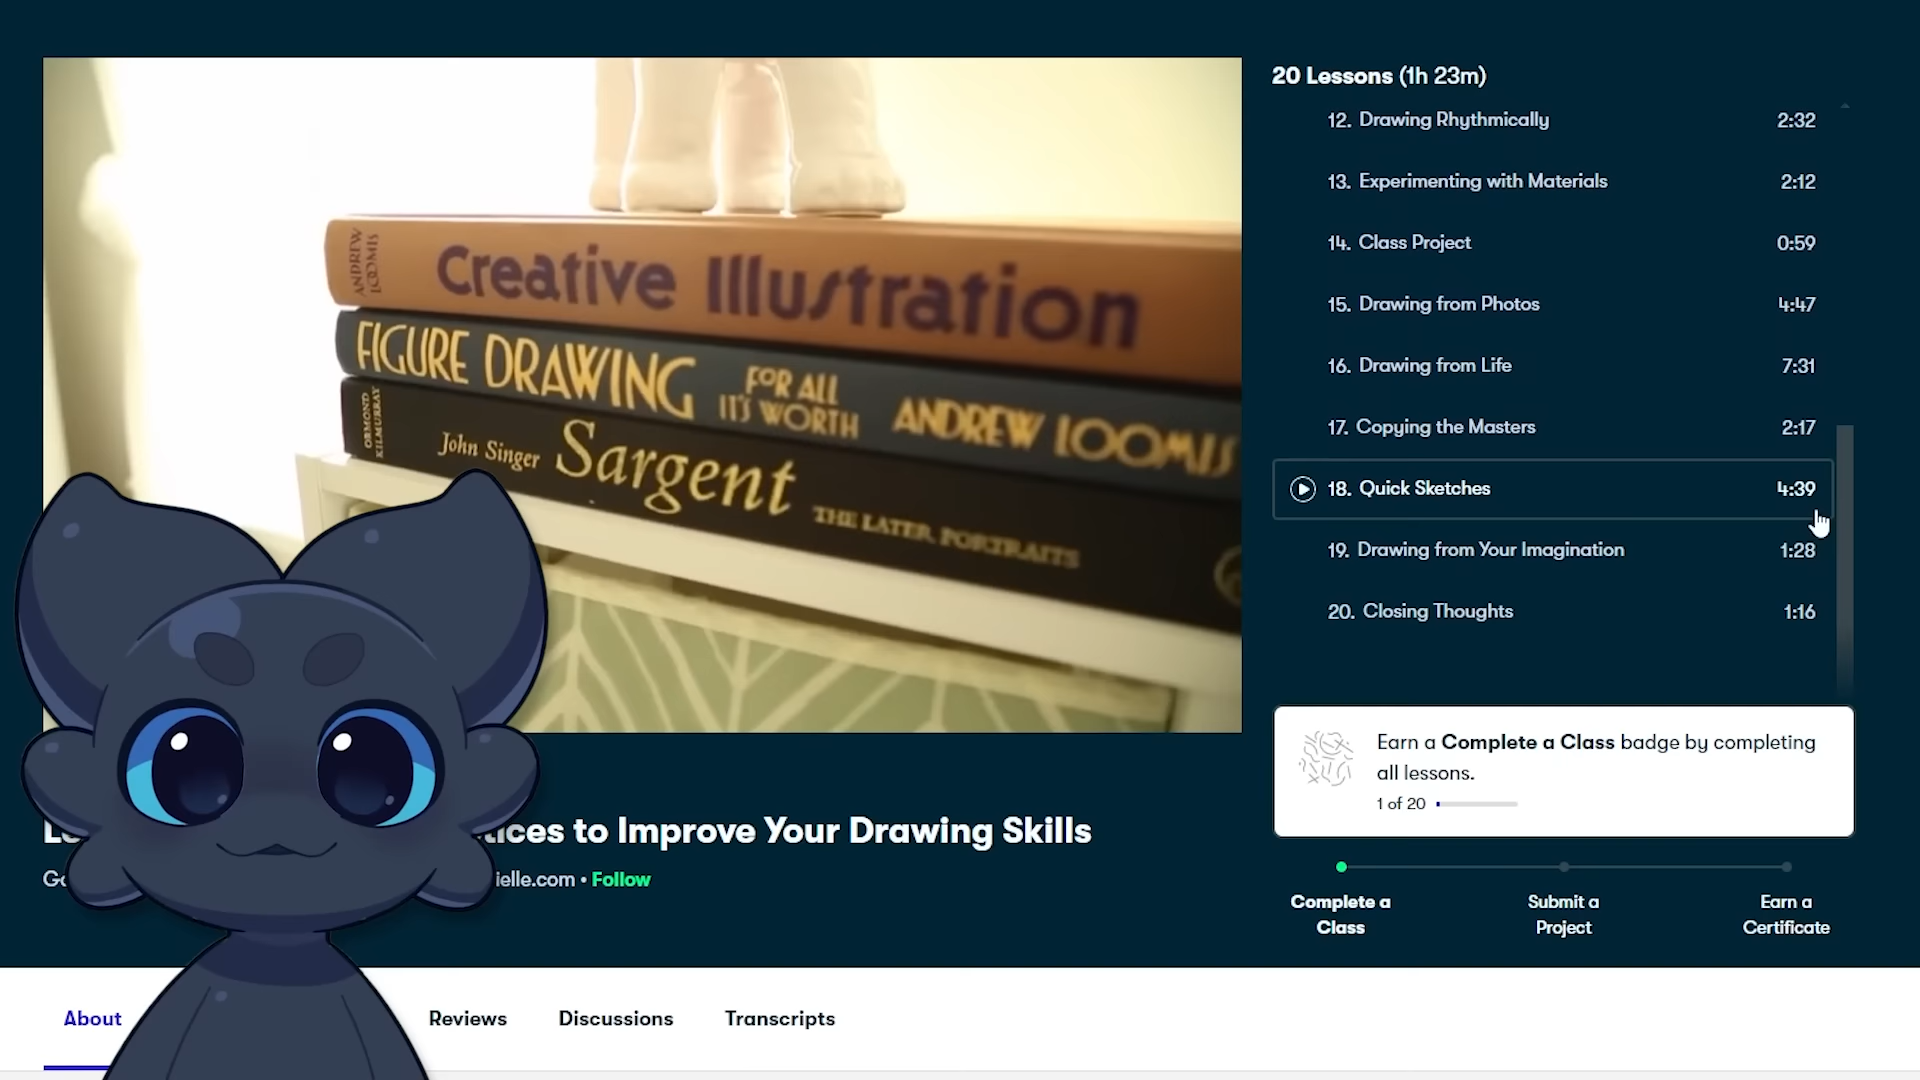 ANDREW
LOOMIS
Creative Illustration
FIGURE DRAWING FOR ALL
IT'S WORTH
ANDREW LOOMIS
ORMOND
KILMURRAY
John Singer Sargent THE LATER PORTRAITS
20 Lessons (1h 23m)
12. Drawing Rhythmically 2:32
13. Experimenting with Materials 2:12
14. Class Project 0:59
15. Drawing from Photos 4:47
16. Drawing from Life 7:31
17. Copying the Masters 2:17
18. Quick Sketches 4:39
19. Drawing from Your Imagination 1:28
20. Closing Thoughts 1:16
Earn a Complete a Class badge by completing
all lessons.
1 of 20
Complete a
Class
Submit a
Project
Earn a
Certificate
to Improve Your Drawing Skills
ielle.com • Follow
About
Reviews
Discussions
Transcripts